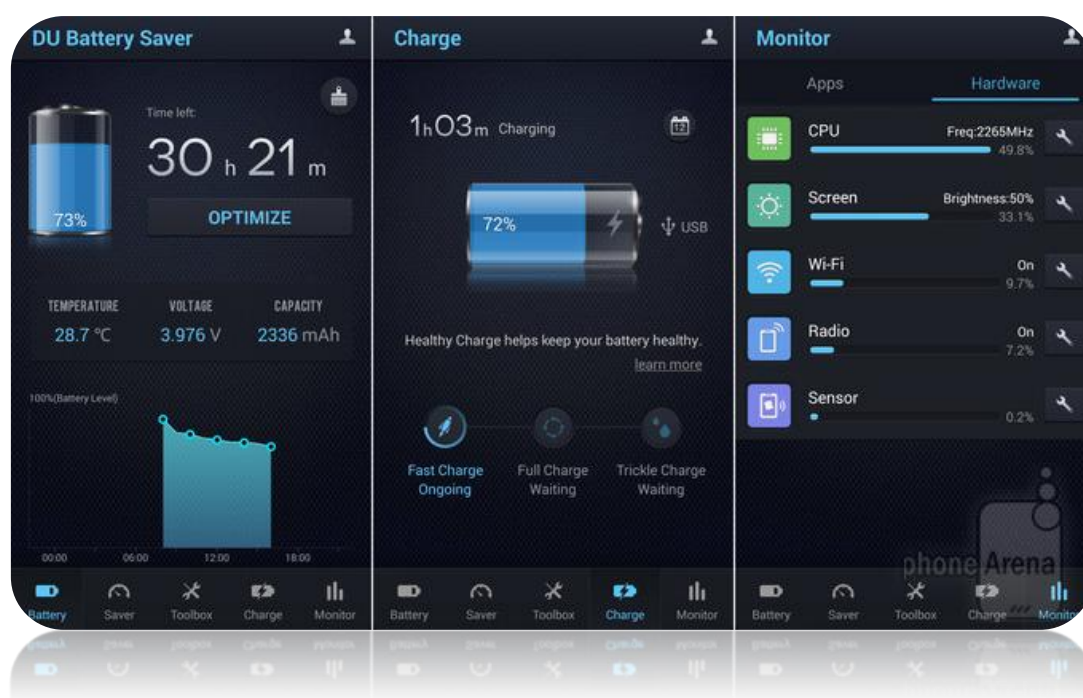 DU Battery Saver
Time left:
30 h 21 m
73%
OPTIMIZE
TEMPERATURE VOLTAGE CAPACITY
28.7 °C 3.976 V 2336 mAh
100%(Battery Level)
00:00 06:00 12:00 18:00
Battery Saver Toolbox Charge Monitor
Charge
1h03m Charging
12
72%
USB
Healthy Charge helps keep your battery healthy.
learn more
Fast Charge Full Charge Trickle Charge
Ongoing Waiting Waiting
Battery Saver Toolbox Charge Monitor
Monitor
Apps Hardware
CPU Freq:2265MHz
49.8%
Screen Brightness:50%
33.1%
Wi-Fi On
9.7%
Radio On
7.2%
Sensor
0.2%
phoneArena
Battery Saver Toolbox Charge Monitor